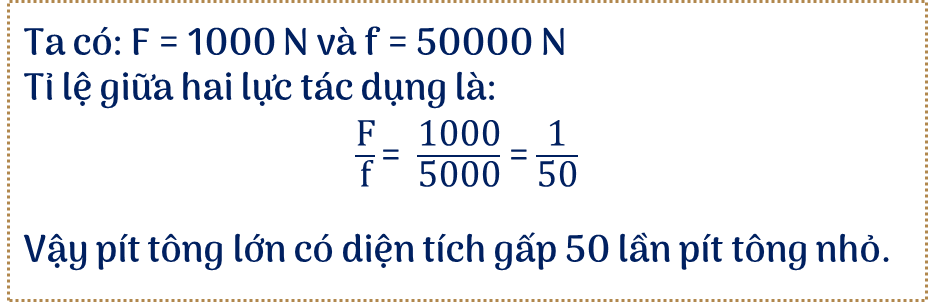 Ta có: F = 1000 N và f = 50000 N
Tỉ lệ giữa hai lực tác dụng là:
F/f = 1000/5000 = 1/50
Vậy pít tông lớn có diện tích gấp 50 lần pít tông nhỏ.